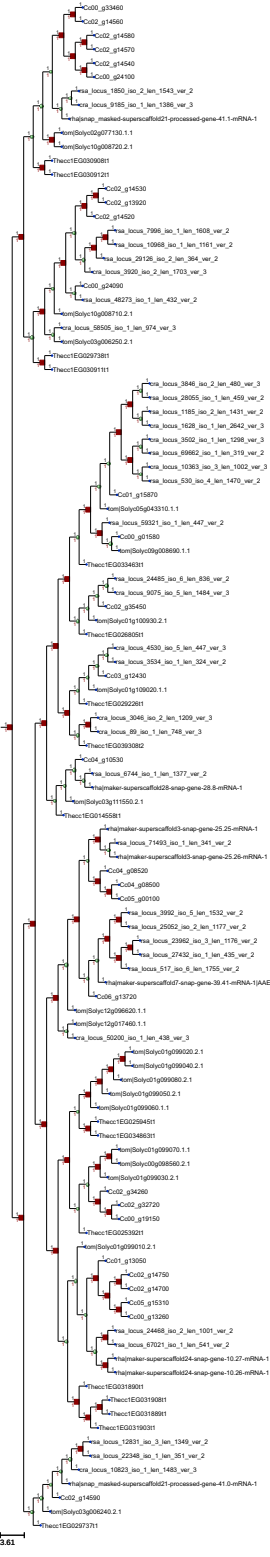 Cc00_g33460
Cc02_g14560
Cc02_g14580
Cc02_g14570
Cc02_g14540
Cc00_g24100
rsa_locus_1850_iso_2_len_1543_ver_2
cra_locus_9185_iso_1_len_1386_ver_3
rha|snap_masked-superscaffold21-processed-gene-41.1-mRNA-1
tom|Solyc02g077130.1.1
tom|Solyc10g008720.2.1
Thecc1EG030908t1
Thecc1EG030912t1
Cc02_g14530
Cc02_g13920
Cc02_g14520
rsa_locus_7996_iso_1_len_1608_ver_2
rsa_locus_10968_iso_1_len_1161_ver_2
rsa_locus_29126_iso_2_len_364_ver_2
cra_locus_3920_iso_2_len_1703_ver_3
Cc00_g24090
rsa_locus_48273_iso_1_len_432_ver_2
tom|Solyc10g008710.2.1
cra_locus_58505_iso_1_len_974_ver_3
tom|Solyc03g006250.2.1
Thecc1EG029738t1
Thecc1EG030911t1
cra_locus_3846_iso_2_len_480_ver_3
rsa_locus_28055_iso_1_len_459_ver_2
rsa_locus_1185_iso_2_len_1431_ver_2
cra_locus_1628_iso_1_len_2642_ver_3
cra_locus_3502_iso_1_len_1298_ver_3
rsa_locus_69662_iso_1_len_319_ver_2
cra_locus_10363_iso_3_len_1002_ver_3
rsa_locus_530_iso_4_len_1470_ver_2
Cc01_g15870
tom|Solyc05g043310.1.1
rsa_locus_59321_iso_1_len_447_ver_2
Cc00_g01580
tom|Solyc09g008690.1.1
Thecc1EG033463t1
rsa_locus_24485_iso_6_len_836_ver_2
cra_locus_9075_iso_5_len_1484_ver_3
Cc02_g35450
tom|Solyc01g100930.2.1
Thecc1EG026805t1
cra_locus_4530_iso_5_len_447_ver_3
rsa_locus_3534_iso_1_len_324_ver_2
Cc03_g12430
tom|Solyc01g109020.1.1
Thecc1EG029226t1
cra_locus_3046_iso_2_len_1209_ver_3
cra_locus_89_iso_1_len_748_ver_3
Thecc1EG039308t2
Cc04_g10530
rsa_locus_6744_iso_1_len_1377_ver_2
rha|maker-superscaffold28-snap-gene-28.8-mRNA-1
tom|Solyc03g111550.2.1
Thecc1EG014558t1
rha|maker-superscaffold3-snap-gene-25.25-mRNA-1
rsa_locus_71493_iso_1_len_341_ver_2
rha|maker-superscaffold3-snap-gene-25.26-mRNA-1
Cc04_g08520
Cc04_g08500
Cc05_g00100
rsa_locus_3992_iso_5_len_1532_ver_2
rsa_locus_25052_iso_2_len_1177_ver_2
rsa_locus_23962_iso_3_len_1176_ver_2
rsa_locus_27432_iso_1_len_435_ver_2
rsa_locus_517_iso_6_len_1755_ver_2
rha|maker-superscaffold7-snap-gene-39.41-mRNA-1|AAE
Cc06_g13720
tom|Solyc12g096620.1.1
tom|Solyc12g017460.1.1
cra_locus_50200_iso_1_len_438_ver_3
tom|Solyc01g099020.2.1
tom|Solyc01g099040.2.1
tom|Solyc01g099080.2.1
tom|Solyc01g099050.2.1
tom|Solyc01g099060.1.1
Thecc1EG025945t1
Thecc1EG034863t1
tom|Solyc01g099070.1.1
tom|Solyc00g098560.2.1
tom|Solyc01g099030.2.1
Cc02_g34260
Cc02_g32720
Cc00_g19150
Thecc1EG025392t1
tom|Solyc01g099010.2.1
Cc01_g13050
Cc02_g14750
Cc02_g14700
Cc05_g15310
Cc00_g13260
rsa_locus_24468_iso_2_len_1001_ver_2
rsa_locus_67021_iso_1_len_541_ver_2
rha|maker-superscaffold24-snap-gene-10.27-mRNA-1
rha|maker-superscaffold24-snap-gene-10.26-mRNA-1
Thecc1EG031890t1
Thecc1EG031908t1
Thecc1EG031889t1
Thecc1EG031903t1
rsa_locus_12831_iso_3_len_1349_ver_2
rsa_locus_22348_iso_1_len_351_ver_2
cra_locus_10823_iso_1_len_1483_ver_3
rha|snap_masked-superscaffold21-processed-gene-41.0-mRNA-1
Cc02_g14590
tom|Solyc03g006240.2.1
Thecc1EG029737t1
3.61